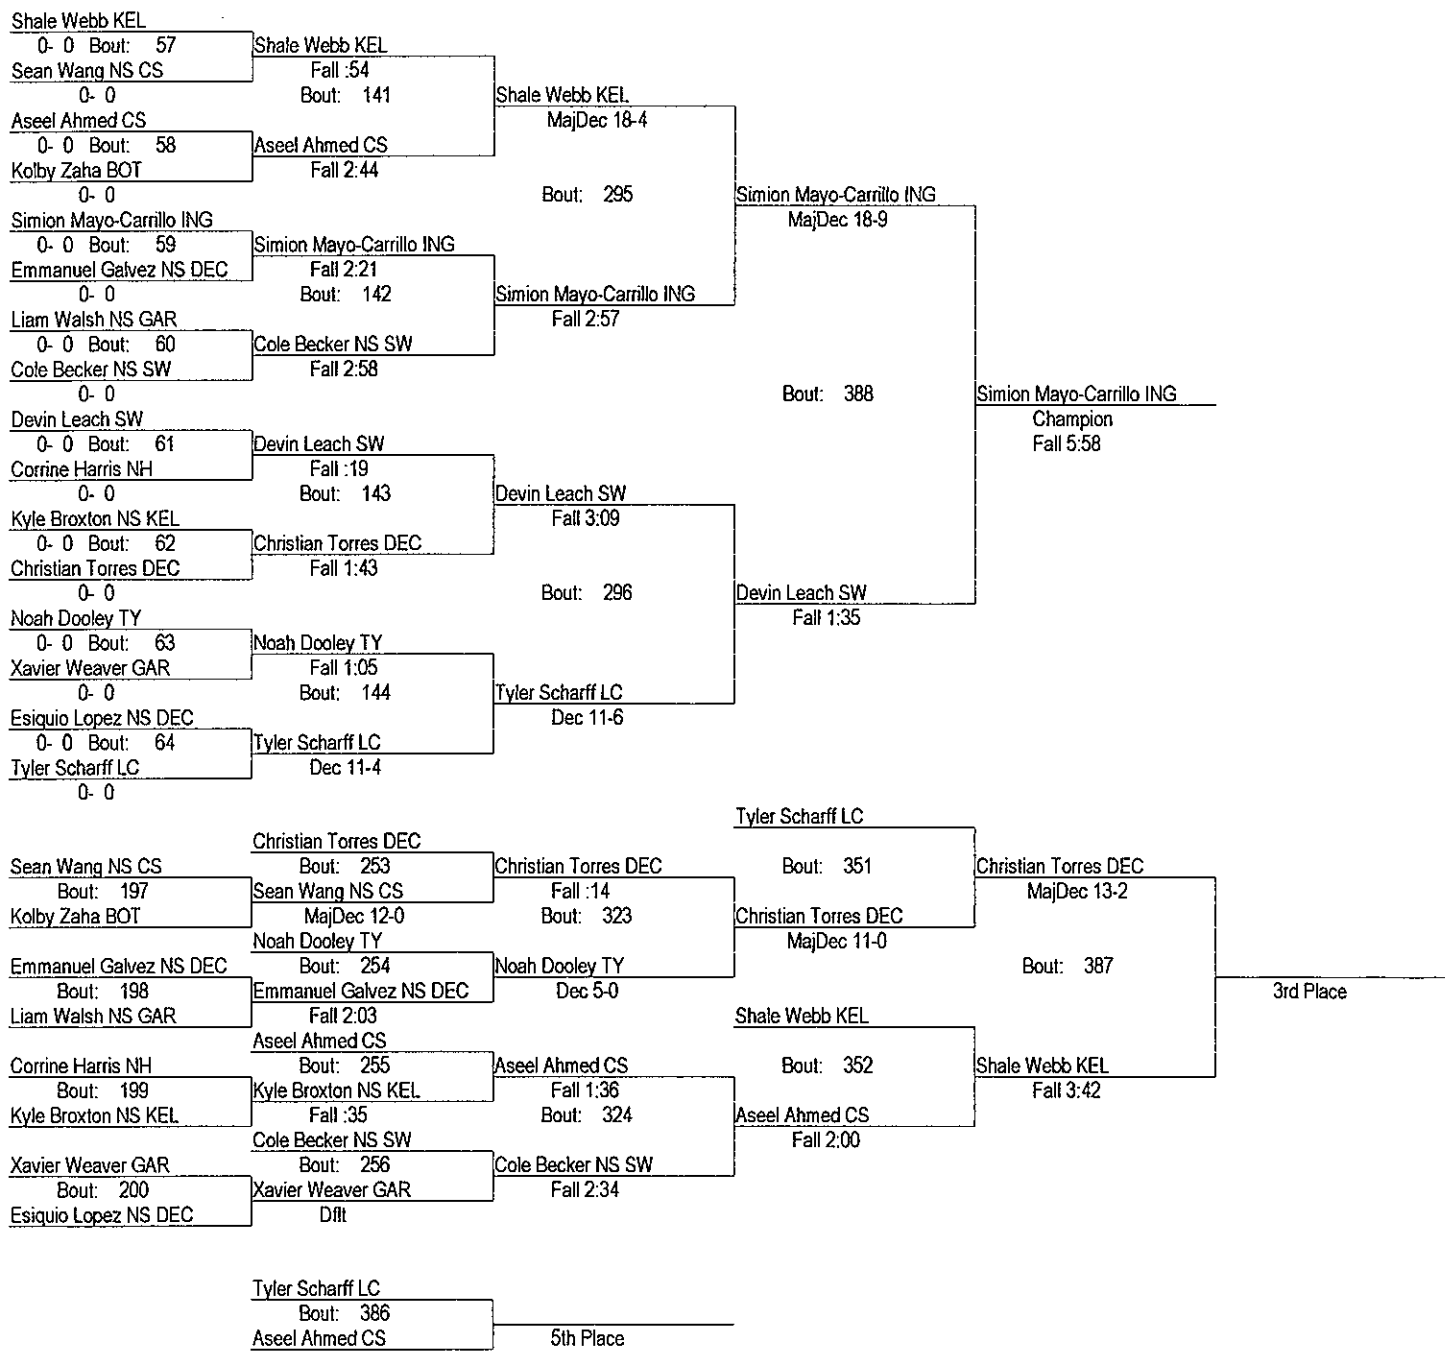 Shale Webb KEL
0- 0 Bout: 57
Sean Wang NS CS
0- 0
Aseel Ahmed CS
0- 0 Bout: 58
Kolby Zaha BOT
0- 0
Simion Mayo-Carrillo ING
0- 0 Bout: 59
Emmanuel Galvez NS DEC
0- 0
Liam Walsh NS GAR
0- 0 Bout: 60
Cole Becker NS SW
0- 0
Devin Leach SW
0- 0 Bout: 61
Corrine Harris NH
0- 0
Kyle Broxton NS KEL
0- 0 Bout: 62
Christian Torres DEC
0- 0
Noah Dooley TY
0- 0 Bout: 63
Xavier Weaver GAR
0- 0
Esiquio Lopez NS DEC
0- 0 Bout: 64
Tyler Scharff LC
0- 0
Shale Webb KEL
Fall :54
Bout: 141
Aseel Ahmed CS
Fall 2:44
Simion Mayo-Carrillo ING
Fall 2:21
Bout: 142
Cole Becker NS SW
Fall 2:58
Devin Leach SW
Fall :19
Bout: 143
Christian Torres DEC
Fall 1:43
Noah Dooley TY
Fall 1:05
Bout: 144
Tyler Scharff LC
Dec 11-4
Shale Webb KEL
MajDec 18-4
Bout: 295
Simion Mayo-Carrillo ING
Fall 2:57
Devin Leach SW
Fall 3:09
Bout: 296
Tyler Scharff LC
Dec 11-6
Simion Mayo-Carrillo ING
MajDec 18-9
Bout: 388
Devin Leach SW
Fall 1:35
Simion Mayo-Carrillo ING
Champion
Fall 5:58
Sean Wang NS CS
Bout: 197
Kolby Zaha BOT
Emmanuel Galvez NS DEC
Bout: 198
Liam Walsh NS GAR
Corrine Harris NH
Bout: 199
Kyle Broxton NS KEL
Xavier Weaver GAR
Bout: 200
Esiquio Lopez NS DEC
Christian Torres DEC
Bout: 253
Sean Wang NS CS
MajDec 12-0
Noah Dooley TY
Bout: 254
Emmanuel Galvez NS DEC
Fall 2:03
Aseel Ahmed CS
Bout: 255
Kyle Broxton NS KEL
Fall :35
Cole Becker NS SW
Bout: 256
Xavier Weaver GAR
Dflt
Christian Torres DEC
Fall :14
Bout: 323
Noah Dooley TY
Dec 5-0
Aseel Ahmed CS
Fall 1:36
Bout: 324
Cole Becker NS SW
Fall 2:34
Tyler Scharff LC
Bout: 351
Christian Torres DEC
MajDec 11-0
Shale Webb KEL
Bout: 352
Aseel Ahmed CS
Fall 2:00
Christian Torres DEC
MajDec 13-2
Bout: 387
Shale Webb KEL
Fall 3:42
3rd Place
Tyler Scharff LC
Bout: 386
Aseel Ahmed CS
5th Place